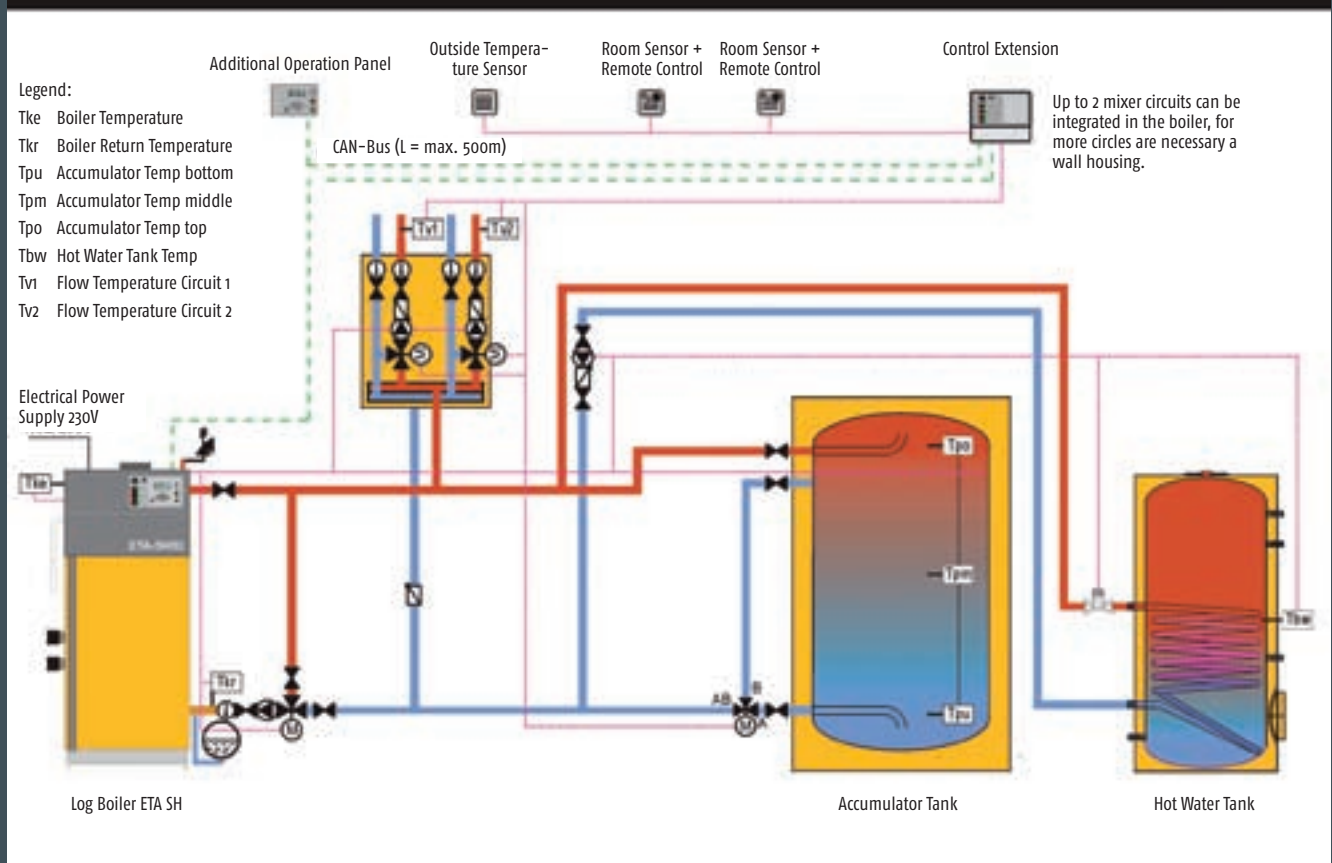 Additional Operation Panel
Outside Tempera-
ture Sensor
Room Sensor +
Remote Control
Room Sensor +
Remote Control
Control Extension
Legend:
Tke Boiler Temperature
Tkr Boiler Return Temperature
Tpu Accumulator Temp bottom
Tpm Accumulator Temp middle
Tpo Accumulator Temp top
Tbw Hot Water Tank Temp
Tv1 Flow Temperature Circuit 1
Tv2 Flow Temperature Circuit 2
Up to 2 mixer circuits can be
integrated in the boiler, for
more circles are necessary a
wall housing.
CAN-Bus (L = max. 500m)
Tv1
Tv2
Electrical Power
Supply 230V
Tke
Tpo
Tpm
Tbw
Tkr
AB
B
A
M
M
Tpu
Log Boiler ETA SH
Accumulator Tank
Hot Water Tank